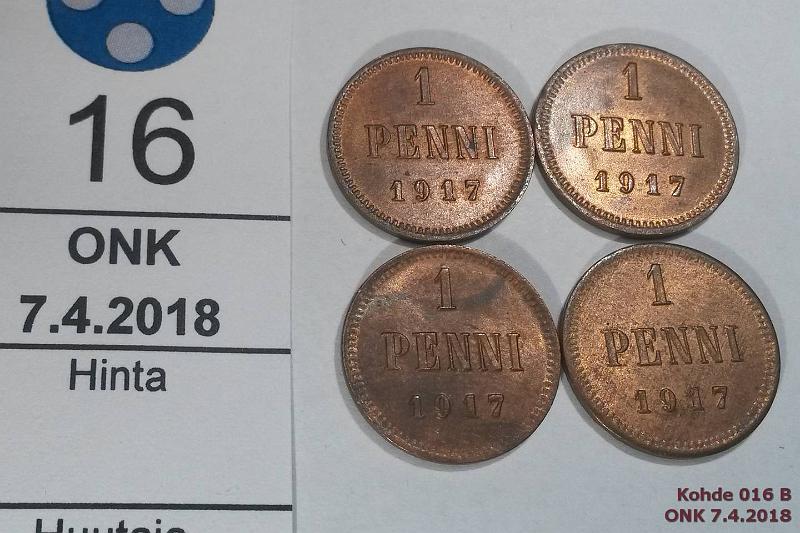 16
ONK
7.4.2018
Hinta
Huutaja
1
PENNI
1917
1
PENNI
1917
1
PENNI
1917
1
PENNI
1917
Kohde 016 B
ONK 7.4.2018